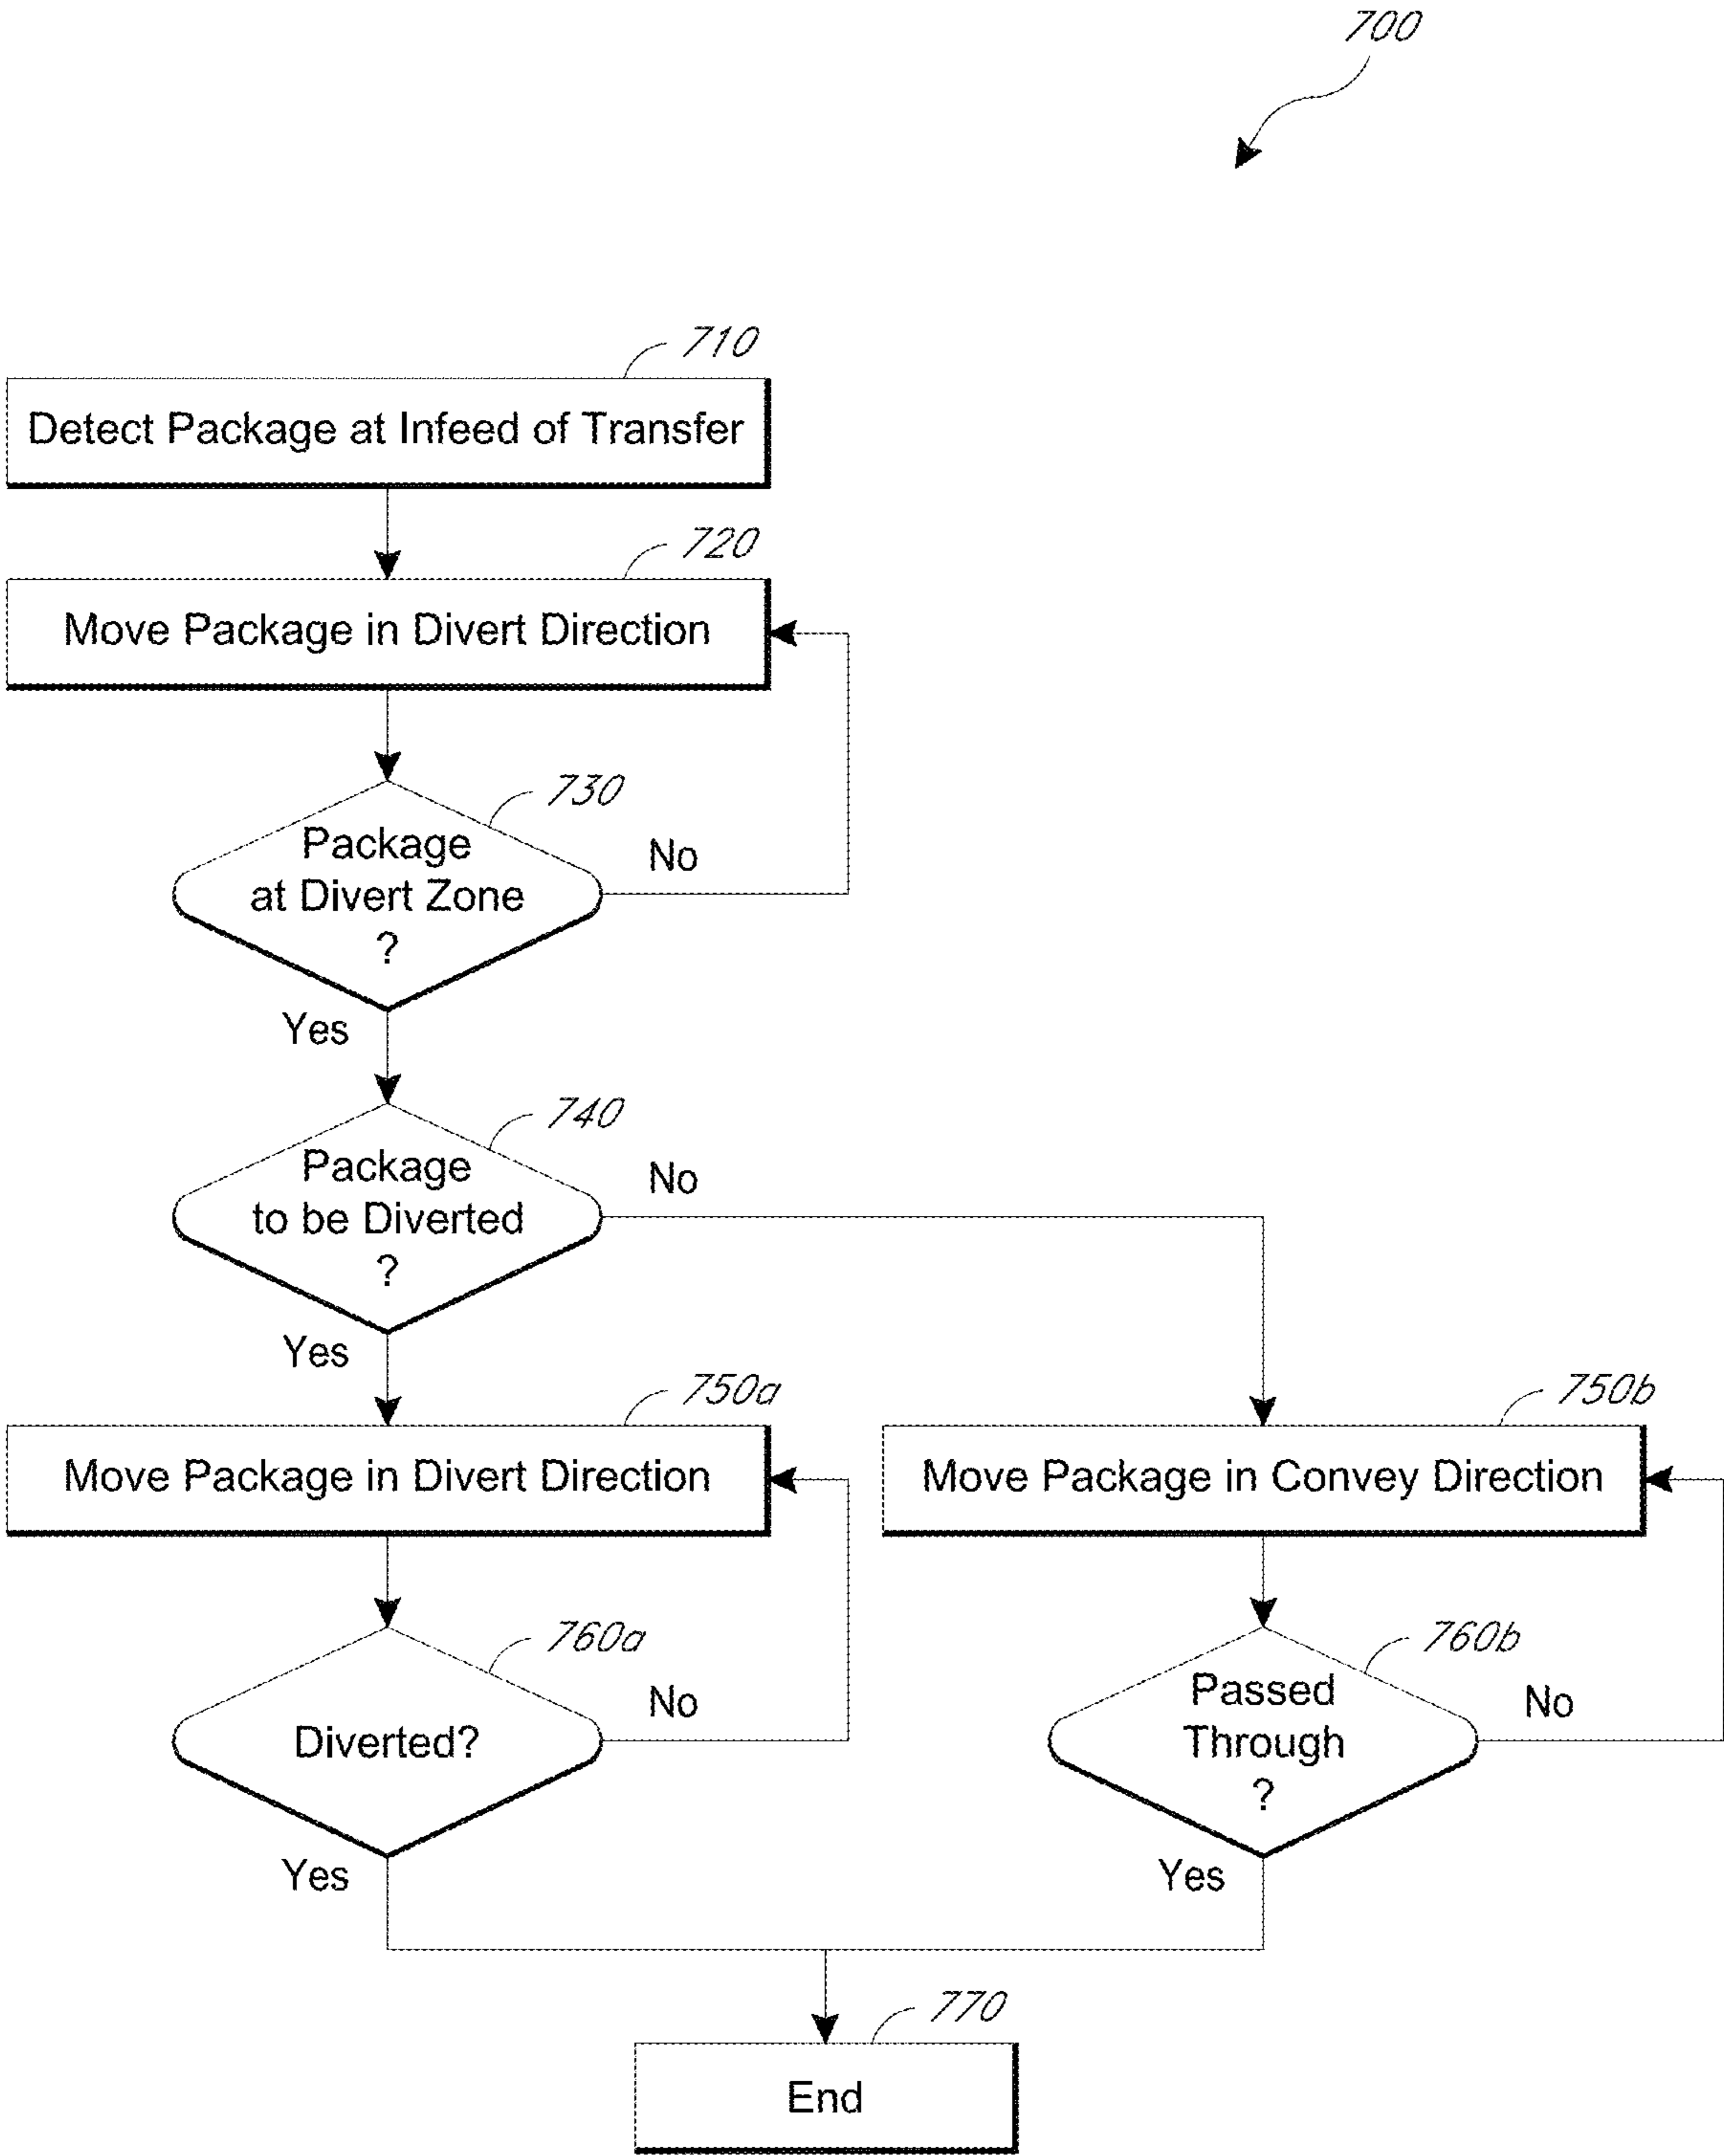 700
710
Detect Package at Infeed of Transfer
720
Move Package in Divert Direction
730
Package
at Divert Zone
?
No
Yes
740
Package
to be Diverted
?
No
Yes
750a
Move Package in Divert Direction
750b
Move Package in Convey Direction
760a
Diverted?
No
Yes
760b
Passed
Through
?
No
Yes
770
End